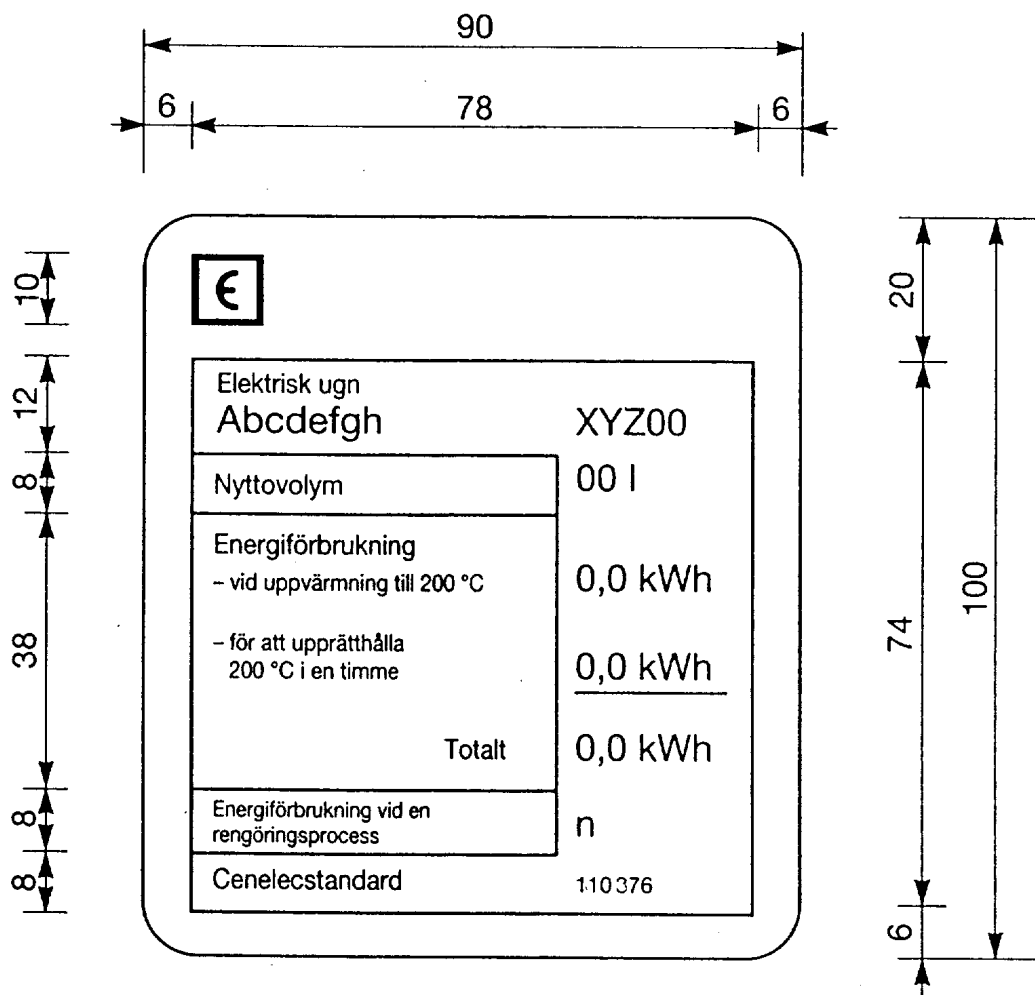 90
6 78 6
10
12
8
38
8
8
20
74
6
100
Є
Elektrisk ugn
Abcdefgh XYZ00
Nyttovolym 00 l
Energiförbrukning
– vid uppvärmning till 200 °C 0,0 kWh
– för att upprätthålla
200 °C i en timme 0,0 kWh
Totalt 0,0 kWh
Energiförbrukning vid en
rengöringsprocess n
Cenelecstandard 110376